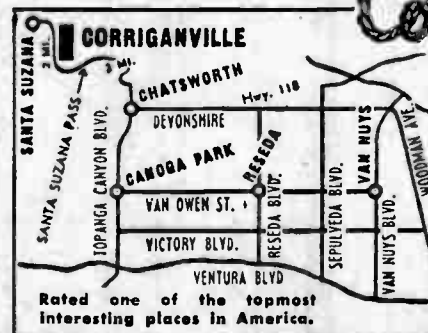 CORRIGANVILLE
SANTA SUZANA
2 MI.
3 MI.
SANTA SUZANA PASS
CHATSWORTH
Hwy. 118
DEVONSHIRE
TOPANGA CANYON BLVD.
CANOGA PARK
RESEDA
VAN NUYS
WOODMAN AVE.
VAN OWEN ST.
RESEDA BLVD.
SEPULVEDA BLVD.
VAN NUYS BLVD.
VICTORY BLVD.
VENTURA BLVD
Rated one of the topmost
interesting places in America.